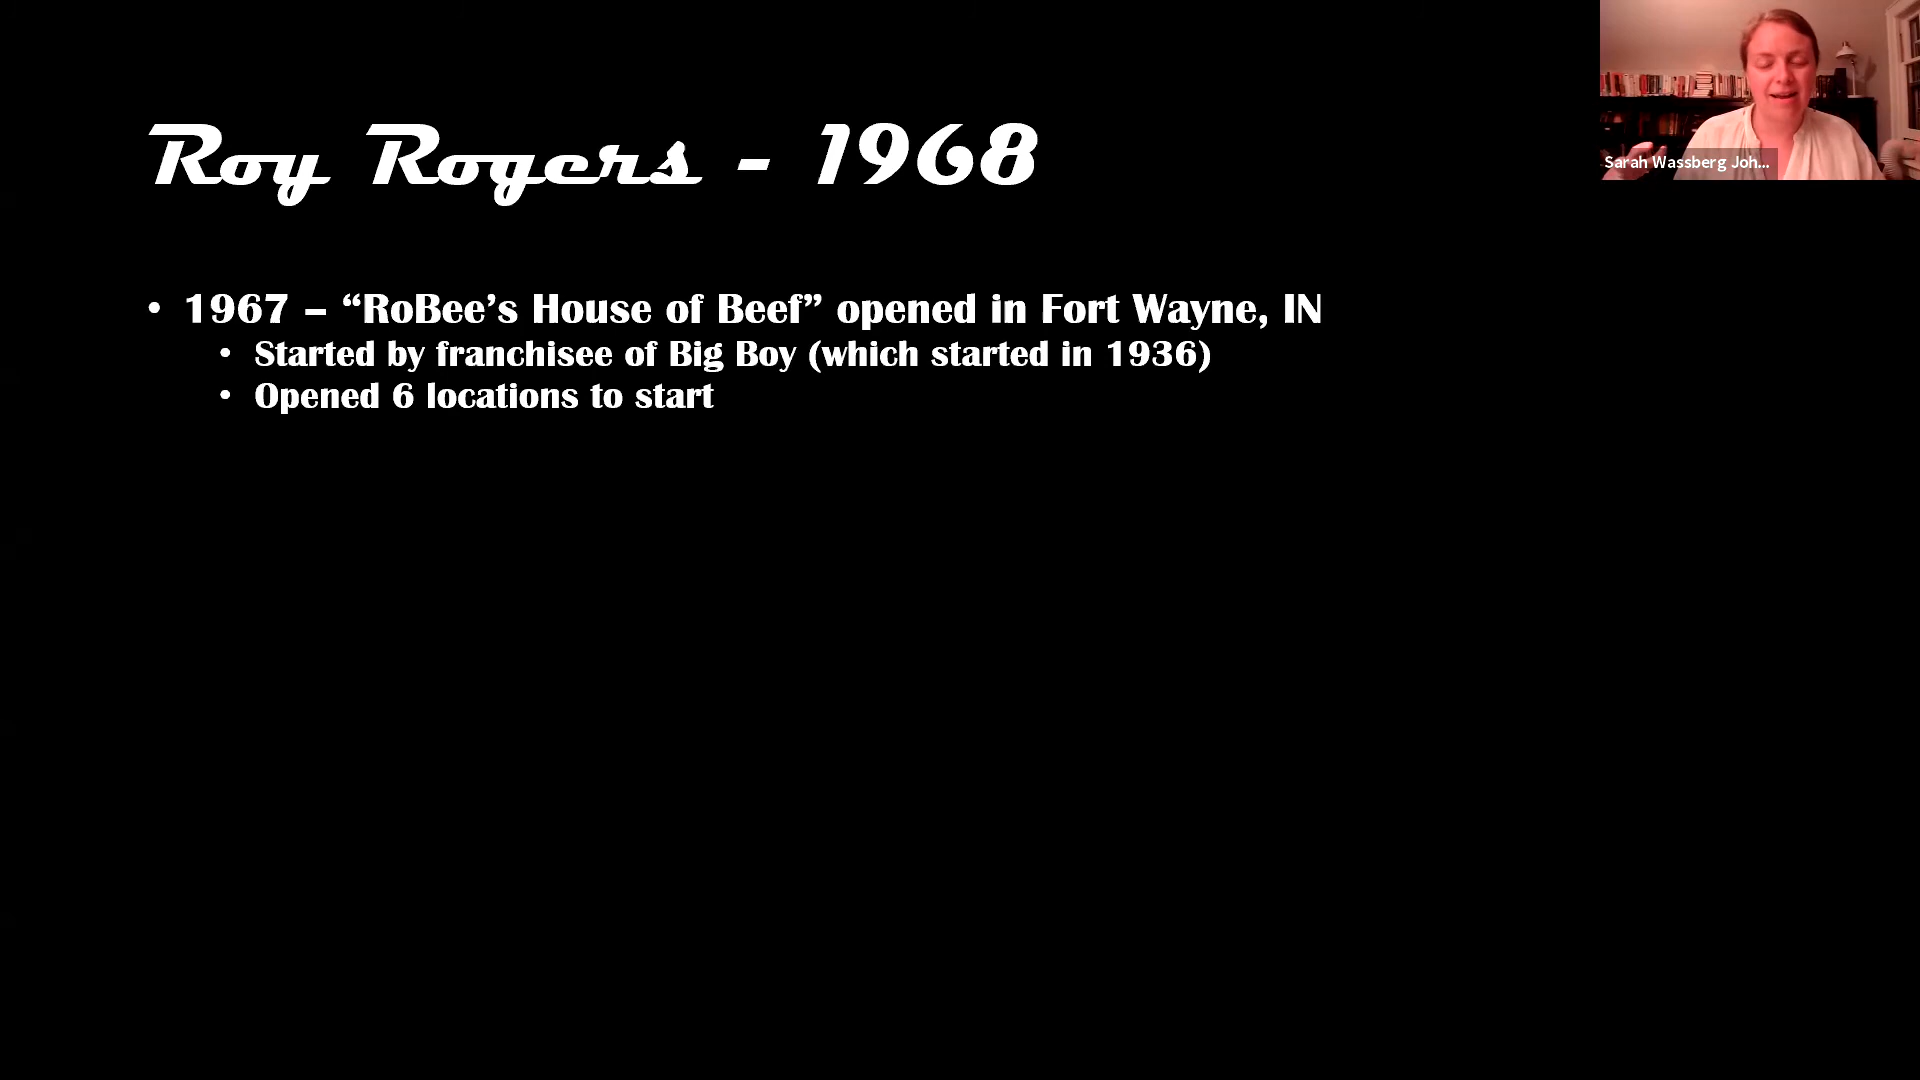 Roy Rogers - 1968
Sarah Wassberg Joh...
• 1967 – “RoBee’s House of Beef” opened in Fort Wayne, IN
• Started by franchisee of Big Boy (which started in 1936)
• Opened 6 locations to start